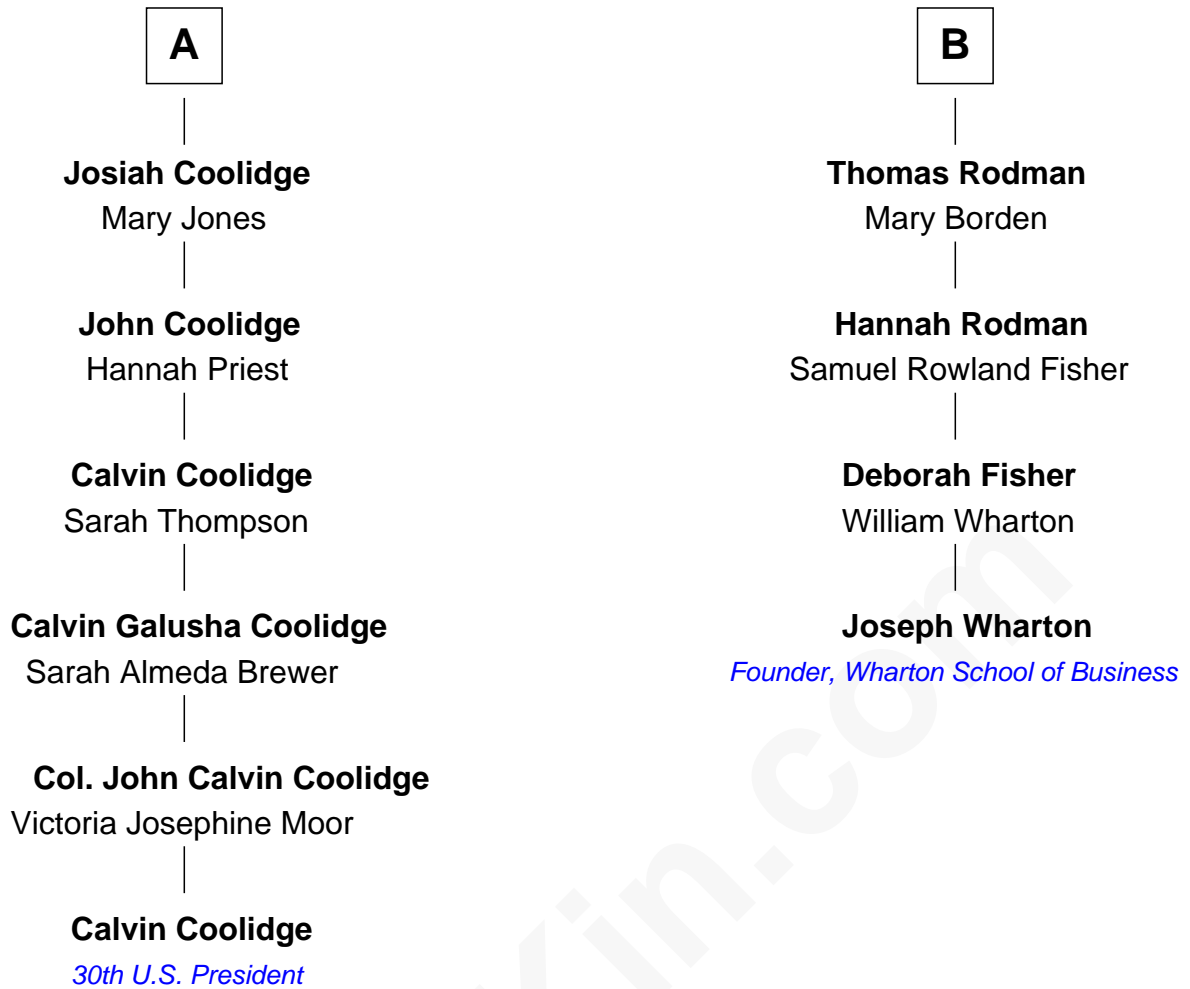 A
Josiah Coolidge
Mary Jones
John Coolidge
Hannah Priest
Calvin Coolidge
Sarah Thompson
Calvin Galusha Coolidge
Sarah Almeda Brewer
Col. John Calvin Coolidge
Victoria Josephine Moor
Calvin Coolidge
30th U.S. President
B
Thomas Rodman
Mary Borden
Hannah Rodman
Samuel Rowland Fisher
Deborah Fisher
William Wharton
Joseph Wharton
Founder, Wharton School of Business
Kin.com